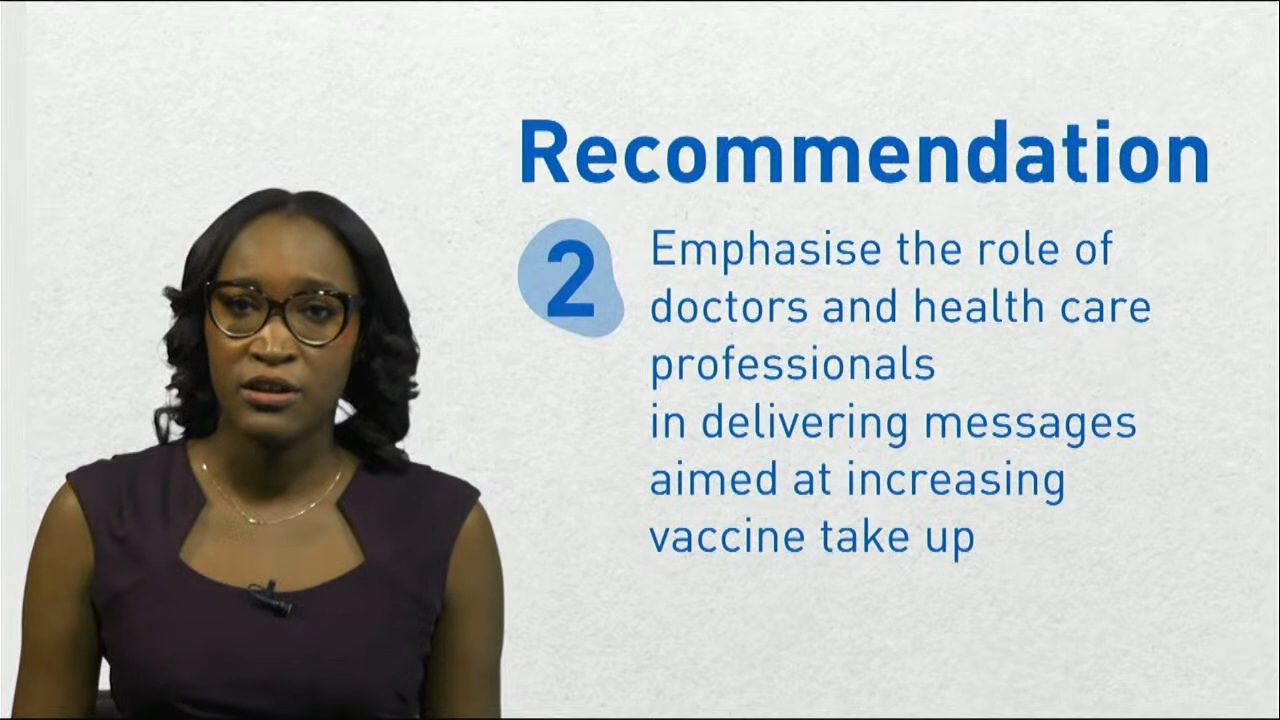 Recommendation
2
Emphasise the role of
doctors and health care
professionals
in delivering messages
aimed at increasing
vaccine take up